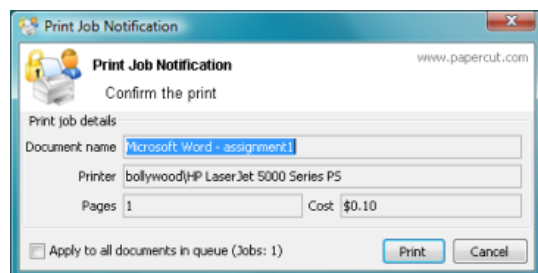 Print Job Notification
www.papercut.com
Print Job Notification
Confirm the print
Print job details
Document name Microsoft Word - assignment1
Printer bollywood\HP LaserJet 5000 Series PS
Pages 1 Cost $0.10
Apply to all documents in queue (Jobs: 1) Print Cancel